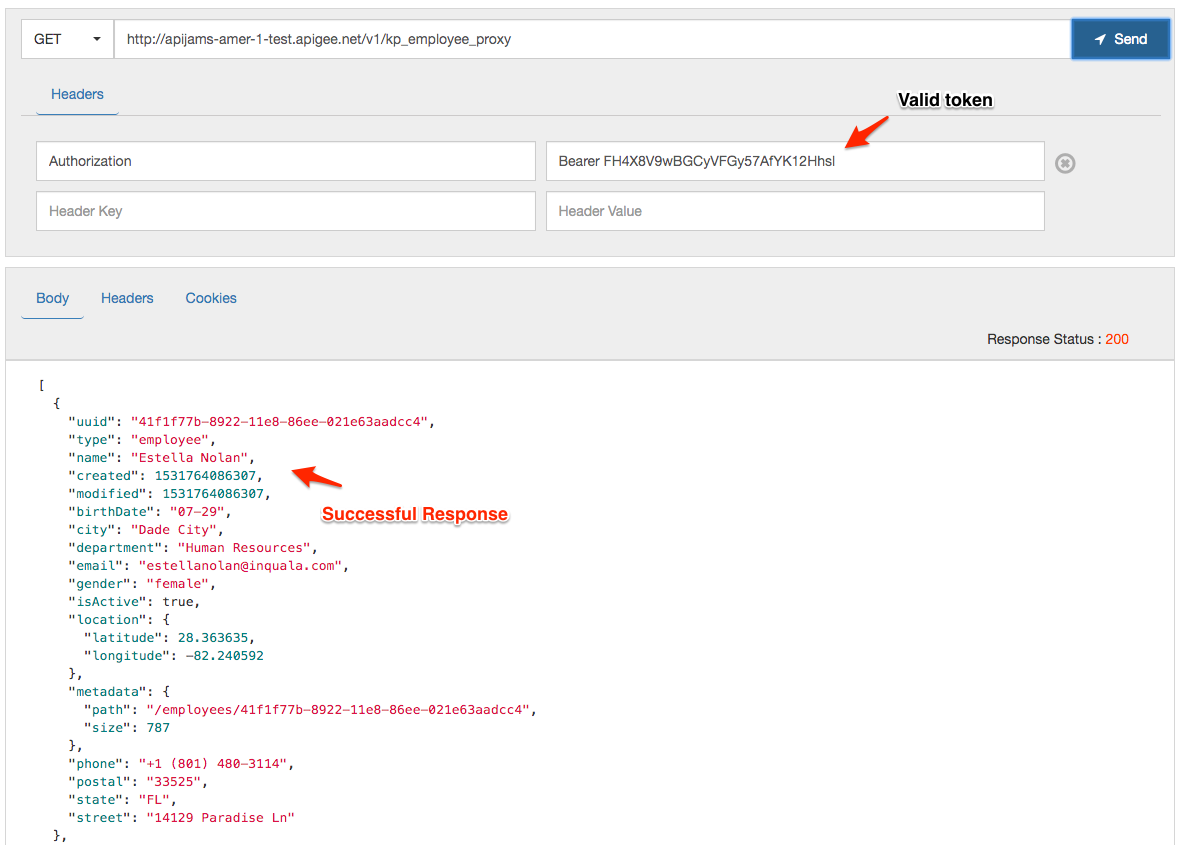 GET http://apijams-amer-1-test.apigee.net/v1/kp_employee_proxy Send
Headers
Valid token
Authorization Bearer FH4X8V9wBGCyVFGy57AfYK12Hhsl
Header Key Header Value
Body Headers Cookies
Response Status : 200
[
{
"uuid": "41f1f77b-8922-11e8-86ee-021e63aadcc4",
"type": "employee",
"name": "Estella Nolan",
"created": 1531764086307,
"modified": 1531764086307,
"birthDate": "07-29",
Successful Response
"city": "Dade City",
"department": "Human Resources",
"email": "estellanolan@inquala.com",
"gender": "female",
"isActive": true,
"location": {
"latitude": 28.363635,
"longitude": -82.240592
},
"metadata": {
"path": "/employees/41f1f77b-8922-11e8-86ee-021e63aadcc4",
"size": 787
},
"phone": "+1 (801) 480-3114",
"postal": "33525",
"state": "FL",
"street": "14129 Paradise Ln"
},